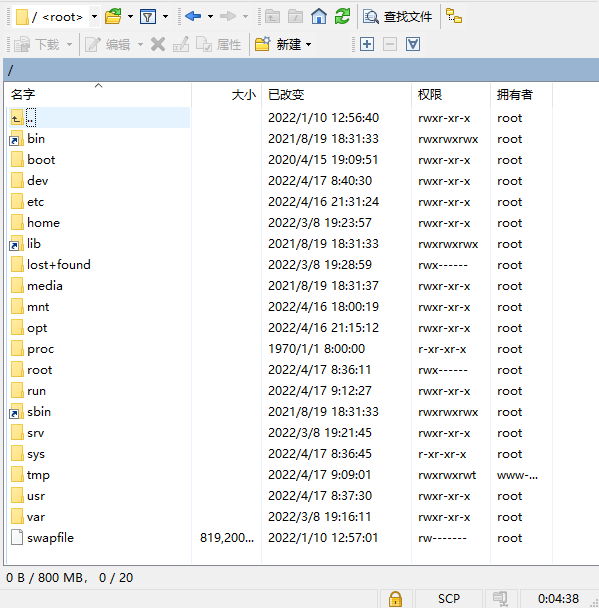 / <root>
查找文件
下载 编辑 属性 新建
/
名字 大小 已改变 权限 拥有者
.. 2022/1/10 12:56:40 rwxr-xr-x root
bin 2021/8/19 18:31:33 rwxrwxrwx root
boot 2020/4/15 19:09:51 rwxr-xr-x root
dev 2022/4/17 8:40:30 rwxr-xr-x root
etc 2022/4/16 21:31:24 rwxr-xr-x root
home 2022/3/8 19:23:57 rwxr-xr-x root
lib 2021/8/19 18:31:33 rwxrwxrwx root
lost+found 2022/3/8 19:28:59 rwx------ root
media 2021/8/19 18:31:37 rwxr-xr-x root
mnt 2022/4/16 18:00:19 rwxr-xr-x root
opt 2022/4/16 21:15:12 rwxr-xr-x root
proc 1970/1/1 8:00:00 r-xr-xr-x root
root 2022/4/17 8:36:11 rwx------ root
run 2022/4/17 9:12:27 rwxr-xr-x root
sbin 2021/8/19 18:31:33 rwxrwxrwx root
srv 2022/3/8 19:21:45 rwxr-xr-x root
sys 2022/4/17 8:36:45 r-xr-xr-x root
tmp 2022/4/17 9:09:01 rwxrwxrwt www-...
usr 2022/4/17 8:37:30 rwxr-xr-x root
var 2022/3/8 19:16:11 rwxr-xr-x root
swapfile 819,200... 2022/1/10 12:57:01 rw------- root
0 B / 800 MB， 0 / 20
SCP 0:04:38